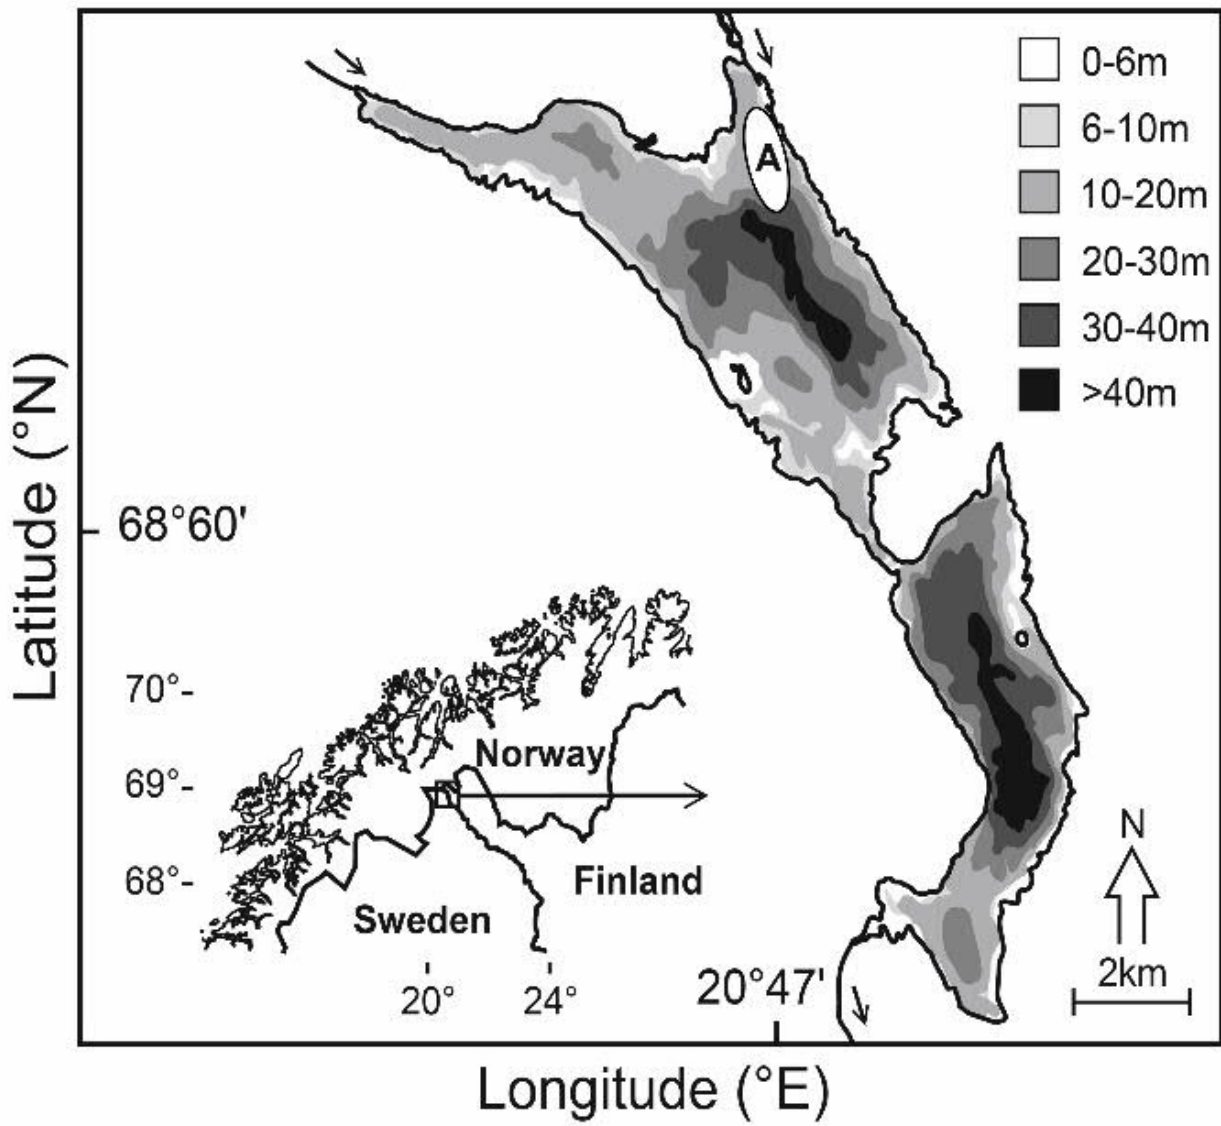 0-6m
6-10m
A
10-20m
20-30m
30-40m
>40m
Latitude (°N)
68°60'
70°-
Norway
69°-
68°-
Finland
Sweden
N
2km
20°
24°
20°47'
Longitude (°E)